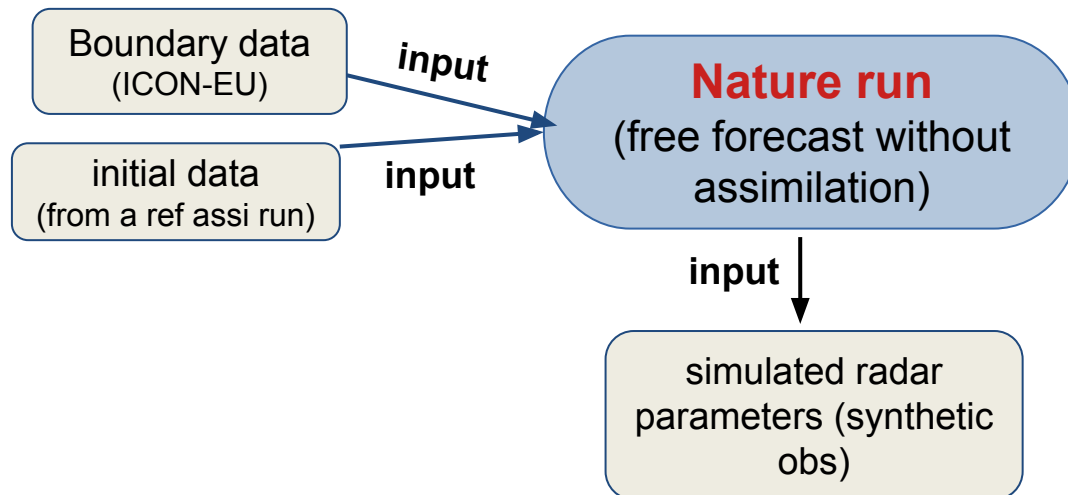 Boundary data
(ICON-EU)
input
Nature run
(free forecast without
assimilation)
initial data
(from a ref assi run)
input
input
simulated radar
parameters (synthetic
obs)